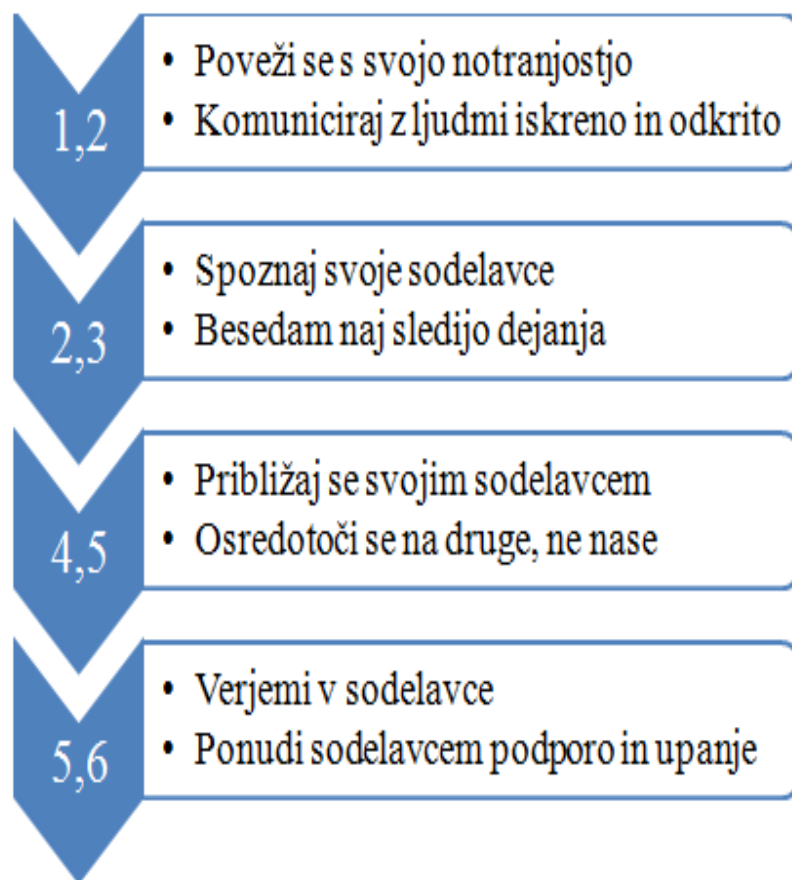 1,2
• Poveži se s svojo notranjostjo
• Komuniciraj z ljudmi iskreno in odkrito
2,3
• Spoznaj svoje sodelavce
• Besedam naj sledijo dejanja
4,5
• Približaj se svojim sodelavcem
• Osredotoči se na druge, ne nase
5,6
• Verjemi v sodelavce
• Ponudi sodelavcem podporo in upanje